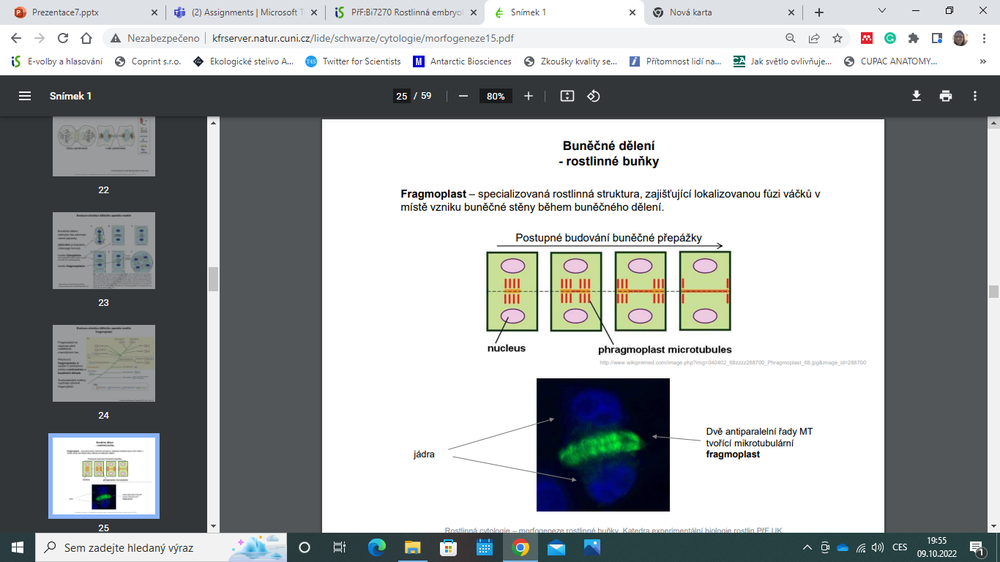 Prezentace7.pptx
(2) Assignments | Microsoft T
PřF:Bi7270 Rostlinná embryol
Snímek 1
Nová karta
Nezabezpečeno
kfrserver.natur.cuni.cz/lide/schwarze/cytologie/morfogeneze15.pdf
E-volby a hlasování
Coprint s.r.o.
Ekologické stelivo A...
T4S
Twitter for Scientists
M
Antarctic Biosciences
Zkoušky kvality se...
Přítomnost lidí na...
CA
Jak světlo ovlivňuje...
CUPAC ANATOMY...
»
Snímek 1
25 / 59
80%
22
23
24
25
Buněčné dělení
- rostlinné buňky
Fragmoplast – specializovaná rostlinná struktura, zajišťující lokalizovanou fůzi váčků v
místě vzniku buněčné stěny během buněčného dělení.
Postupné budování buněčné přepážky
nucleus
phragmoplast microtubules
http://www.wikipremed.com/image.php?img=040402_68zzzz288700_Phragmoplast_68.jpg&image_id=288700
jádra
Dvě antiparalelní řady MT
tvořící mikrotubulární
fragmoplast
Rostlinná cytologie – morfogeneze rostlinné buňky, Katedra experimentální biologie rostlin PřF UK
Sem zadejte hledaný výraz
CES
19:55
09.10.2022
1